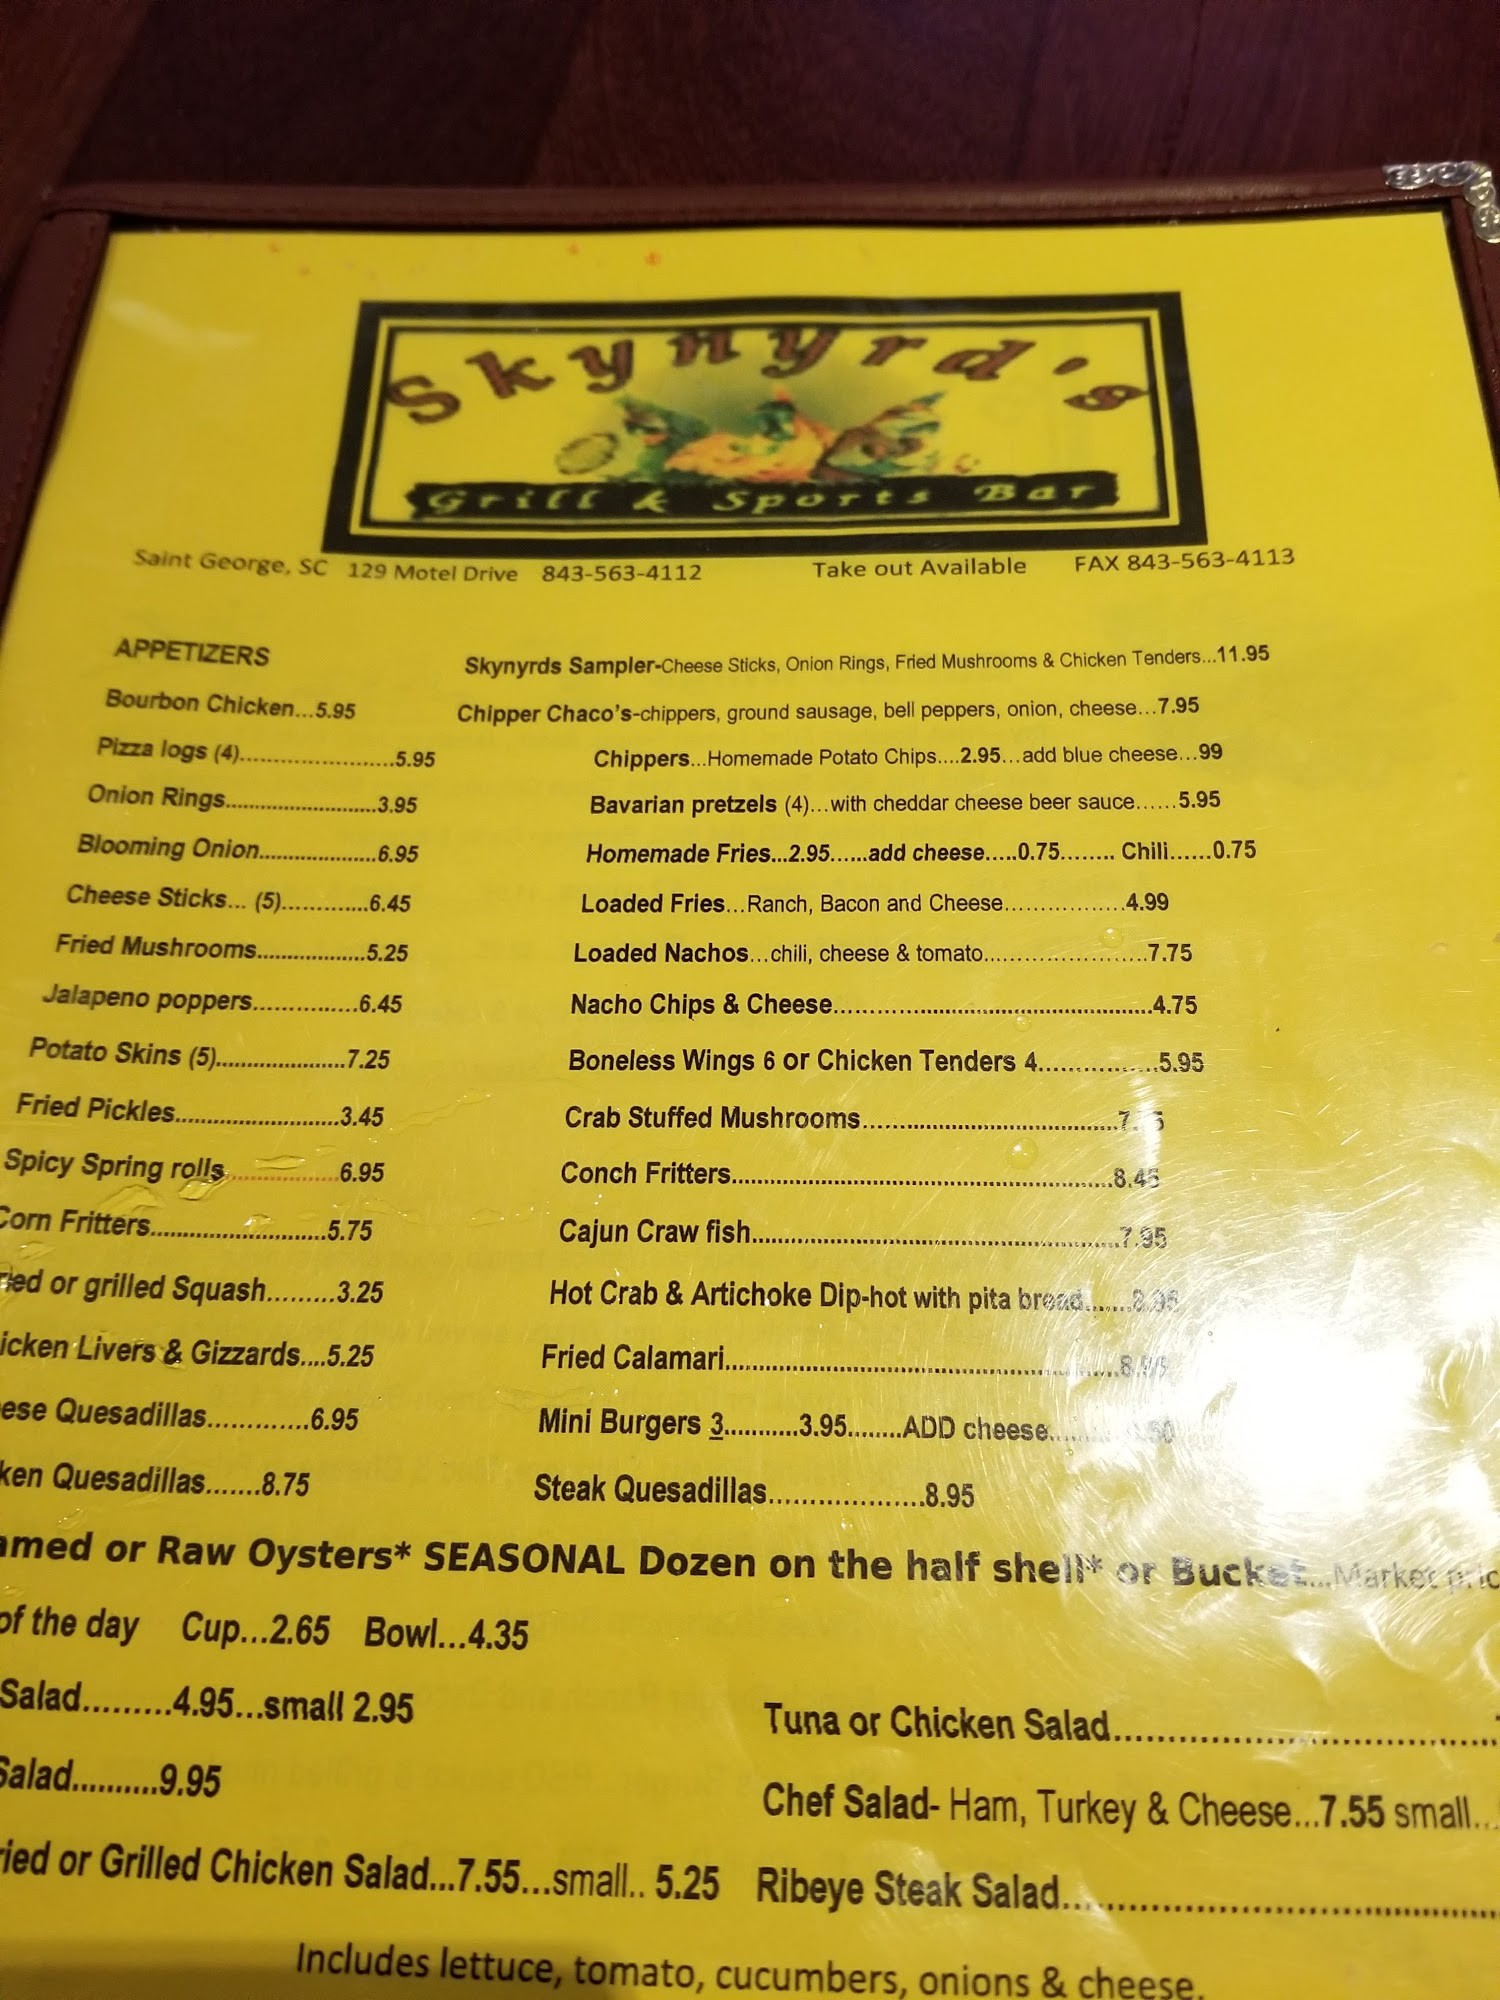 Skynyrd's
Grill & Sports Bar
Saint George, SC 129 Motel Drive 843-563-4112 Take out Available FAX 843-563-4113
APPETIZERS
Bourbon Chicken...5.95
Pizza logs (4).......................5.95
Onion Rings......................3.95
Blooming Onion....................6.95
Cheese Sticks... (5).............6.45
Fried Mushrooms..................5.25
Jalapeno poppers...............6.45
Potato Skins (5)......................7.25
Fried Pickles..........................3.45
Spicy Spring rolls.................6.95
Corn Fritters............................5.75
or grilled Squash.........3.25
Livers & Gizzards....5.25
Quesadillas.............6.95
Quesadillas.......8.75
Skynyrds Sampler-Cheese Sticks, Onion Rings, Fried Mushrooms & Chicken Tenders...11.95
Chipper Chaco's-chippers, ground sausage, bell peppers, onion, cheese...7.95
Chippers...Homemade Potato Chips....2.95...add blue cheese...99
Bavarian pretzels (4)...with cheddar cheese beer sauce......5.95
Homemade Fries...2.95......add cheese.....0.75........ Chili......0.75
Loaded Fries...Ranch, Bacon and Cheese.................4.99
Loaded Nachos...chili, cheese & tomato.......................7.75
Nacho Chips & Cheese................................................4.75
Boneless Wings 6 or Chicken Tenders 4.................5.95
Crab Stuffed Mushrooms.......................................
Conch Fritters..........................................................8.45
Cajun Craw fish.......................................................7.95
Hot Crab & Artichoke Dip-hot with pita bread.......
Fried Calamari..........................................................
Mini Burgers 3...........3.95........ADD cheese....
Steak Quesadillas....................8.95
or Raw Oysters* SEASONAL Dozen on the half shell* or Bucket...Market
of the day Cup...2.65 Bowl...4.35
Salad.........4.95...small 2.95
Salad..........9.95
or Grilled Chicken Salad...7.55...small.. 5.25
Tuna or Chicken Salad....................................
Chef Salad- Ham, Turkey & Cheese...7.55 small...
Ribeye Steak Salad..........................................
Includes lettuce, tomato, cucumbers, onions & cheese.